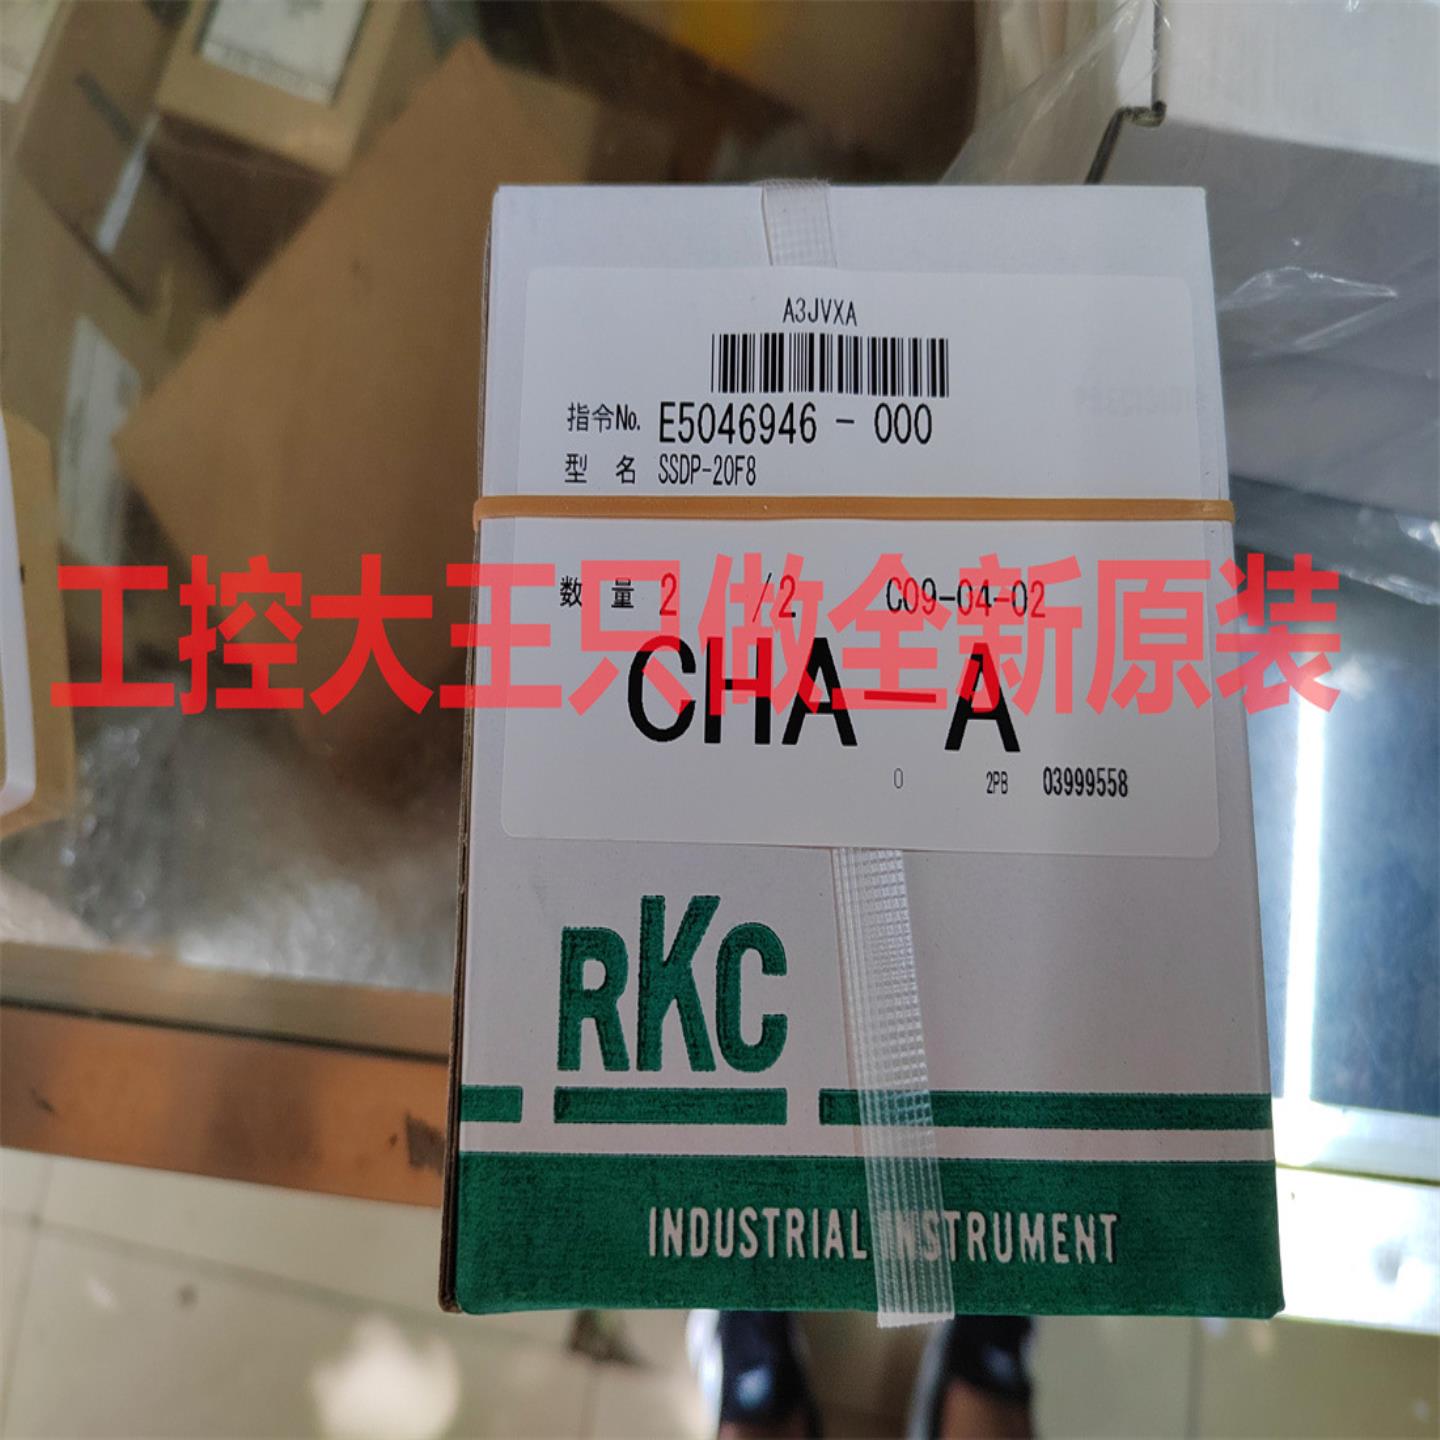 A3JVXA
指令No. E5046946-000
型 名 SSDP-20F8
数 量 2 /2 C09-04-02
工控大王只做全新原装
CHA-A
0 2PB 03999558
RKC
INDUSTRIAL INSTRUMENT